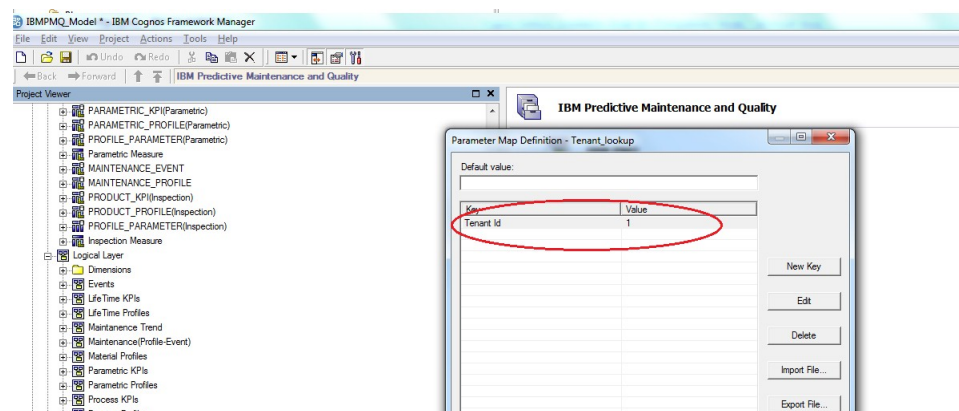 IBMPMQ_Model * - IBM Cognos Framework Manager
File Edit View Project Actions Tools Help
Undo Redo
Back Forward IBM Predictive Maintenance and Quality
Project Viewer
PARAMETRIC_KPI(Parametric)
PARAMETRIC_PROFILE(Parametric)
PROFILE_PARAMETER(Parametric)
Parametric Measure
MAINTENANCE_EVENT
MAINTENANCE_PROFILE
PRODUCT_KPI(Inspection)
PRODUCT_PROFILE(Inspection)
PROFILE_PARAMETER(Inspection)
Inspection Measure
Logical Layer
Dimensions
Events
LifeTime KPIs
LifeTime Profiles
Maintanence Trend
Maintenance(Profile-Event)
Material Profiles
Parametric KPIs
Parametric Profiles
Process KPIs
IBM Predictive Maintenance and Quality
Parameter Map Definition - Tenant_lookup
Default value:
Key Value
Tenant Id 1
New Key
Edit
Delete
Import File...
Export File...